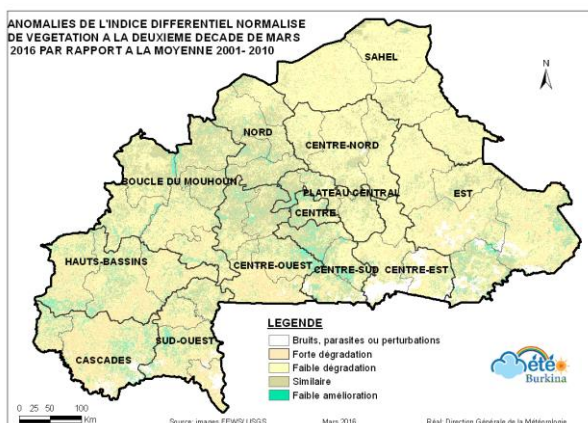 ANOMALIES DE L'INDICE DIFFERENTIEL NORMALISE
DE VEGETATION A LA DEUXIEME DECADE DE MARS
2016 PAR RAPPORT A LA MOYENNE 2001- 2010
SAHEL
N
NORD
CENTRE-NORD
BOUCLE DU MOUHOUN
PLATEAU CENTRAL
EST
CENTRE
HAUTS-BASSINS
CENTRE-OUEST
CENTRE-SUD
CENTRE-EST
SUD-OUEST
CASCADES
LEGENDE
Bruits, parasites ou perturbations
Forte dégradation
Faible dégradation
Similaire
Faible amélioration
été
Burkina
0 25 50 100
Km
Source: images FEWS/USGS
Mars 2016
Réal: Direction Générale de la Météorologie